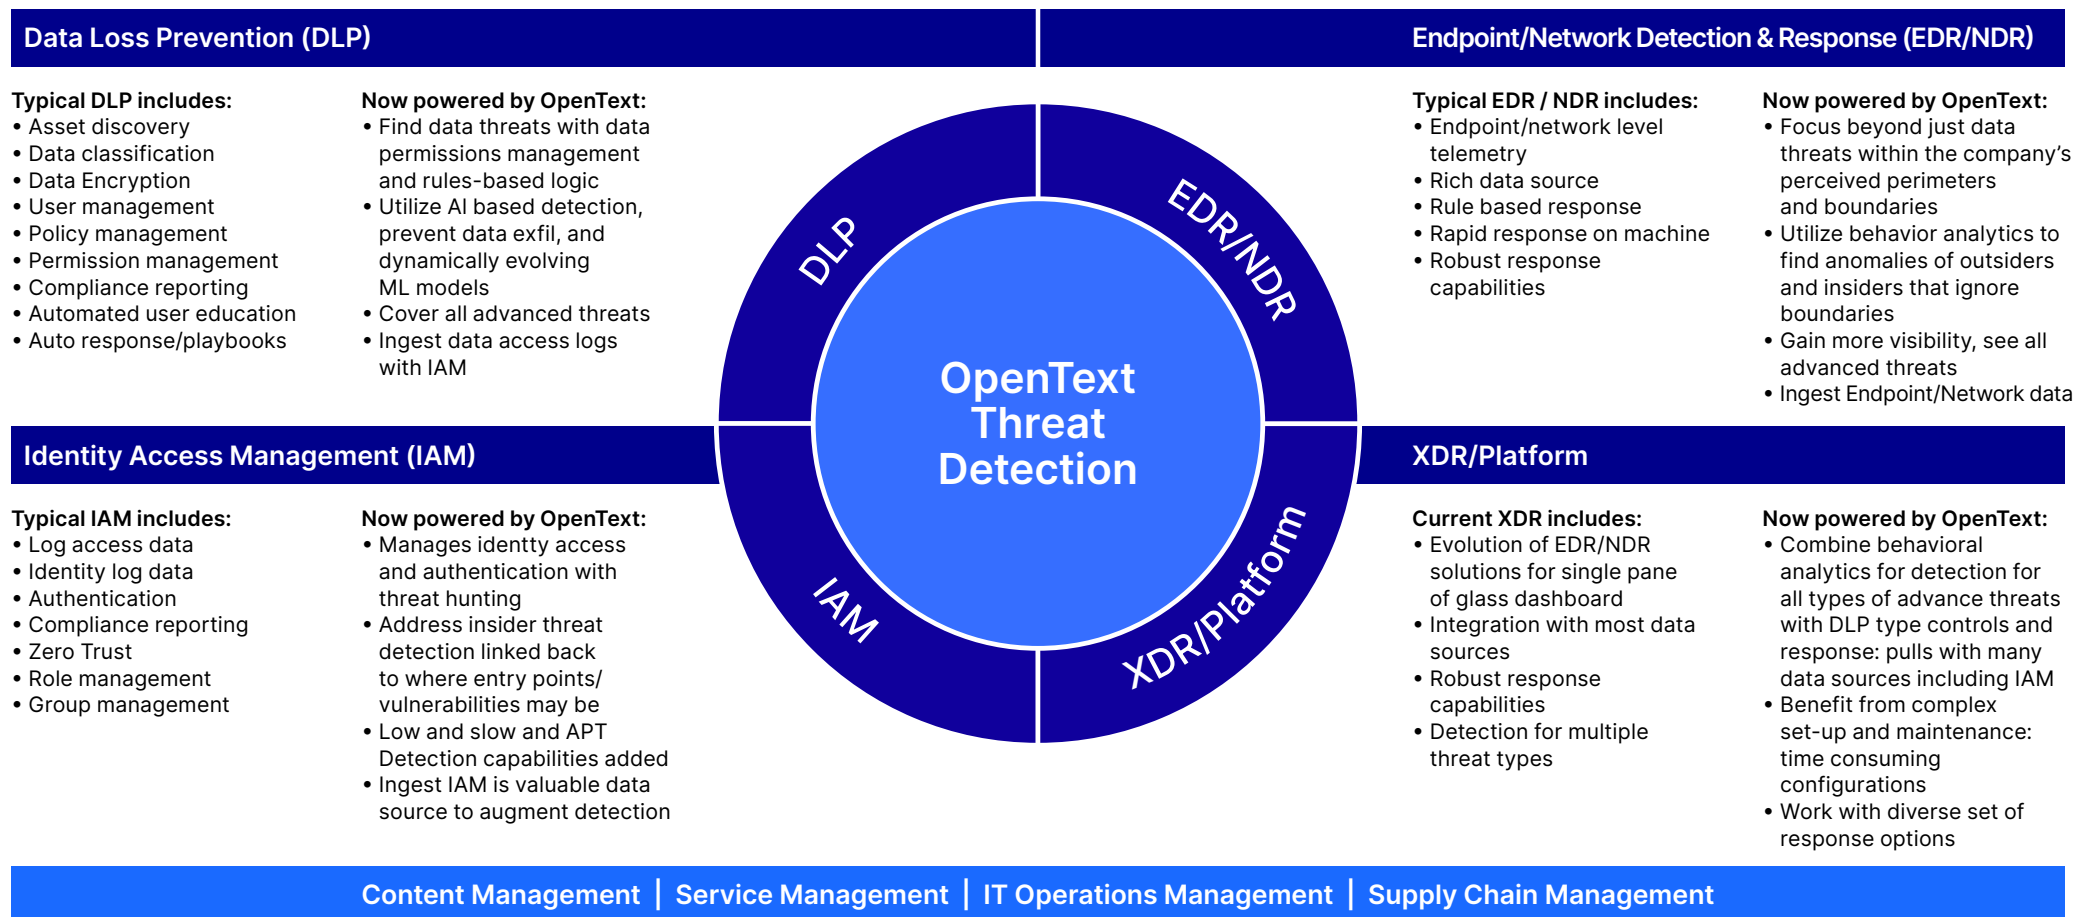 Data Loss Prevention (DLP)
Typical DLP includes:
• Asset discovery
• Data classification
• Data Encryption
• User management
• Policy management
• Permission management
• Compliance reporting
• Automated user education
• Auto response/playbooks
Now powered by OpenText:
• Find data threats with data
permissions management
and rules-based logic
• Utilize AI based detection,
prevent data exfil, and
dynamically evolving
ML models
• Cover all advanced threats
• Ingest data access logs
with IAM
Endpoint/Network Detection & Response (EDR/NDR)
Typical EDR / NDR includes:
• Endpoint/network level
telemetry
• Rich data source
• Rule based response
• Rapid response on machine
• Robust response
capabilities
Now powered by OpenText:
• Focus beyond just data
threats within the company’s
perceived perimeters
and boundaries
• Utilize behavior analytics to
find anomalies of outsiders
and insiders that ignore
boundaries
• Gain more visibility, see all
advanced threats
• Ingest Endpoint/Network data
DLP
EDR/NDR
OpenText
Threat
Detection
IAM
XDR/Platform
Identity Access Management (IAM)
Typical IAM includes:
• Log access data
• Identity log data
• Authentication
• Compliance reporting
• Zero Trust
• Role management
• Group management
Now powered by OpenText:
• Manages identty access
and authentication with
threat hunting
• Address insider threat
detection linked back
to where entry points/
vulnerabilities may be
• Low and slow and APT
Detection capabilities added
• Ingest IAM is valuable data
source to augment detection
XDR/Platform
Current XDR includes:
• Evolution of EDR/NDR
solutions for single pane
of glass dashboard
• Integration with most data
sources
• Robust response
capabilities
• Detection for multiple
threat types
Now powered by OpenText:
• Combine behavioral
analytics for detection for
all types of advance threats
with DLP type controls and
response: pulls with many
data sources including IAM
• Benefit from complex
set-up and maintenance:
time consuming
configurations
• Work with diverse set of
response options
Content Management | Service Management | IT Operations Management | Supply Chain Management